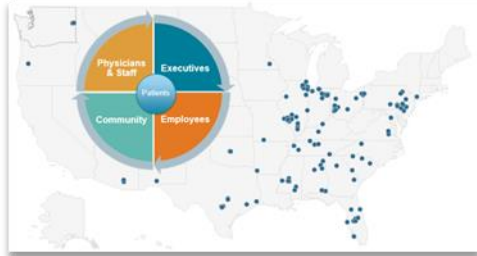 Physicians
& Staff
Executives
Patients
Community
Employees